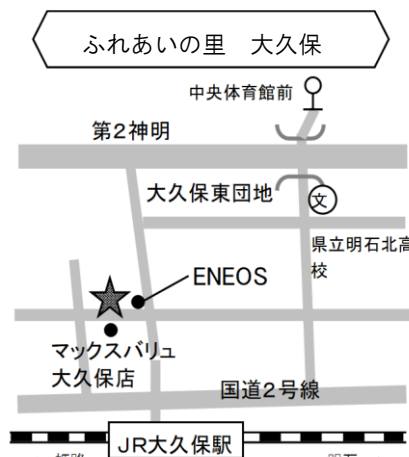 ふれあいの里　大久保
中央体育館前
第2神明
大久保東団地
文
県立明石北高
校
ENEOS
マックスバリュ
大久保店
国道2号線
JR大久保駅